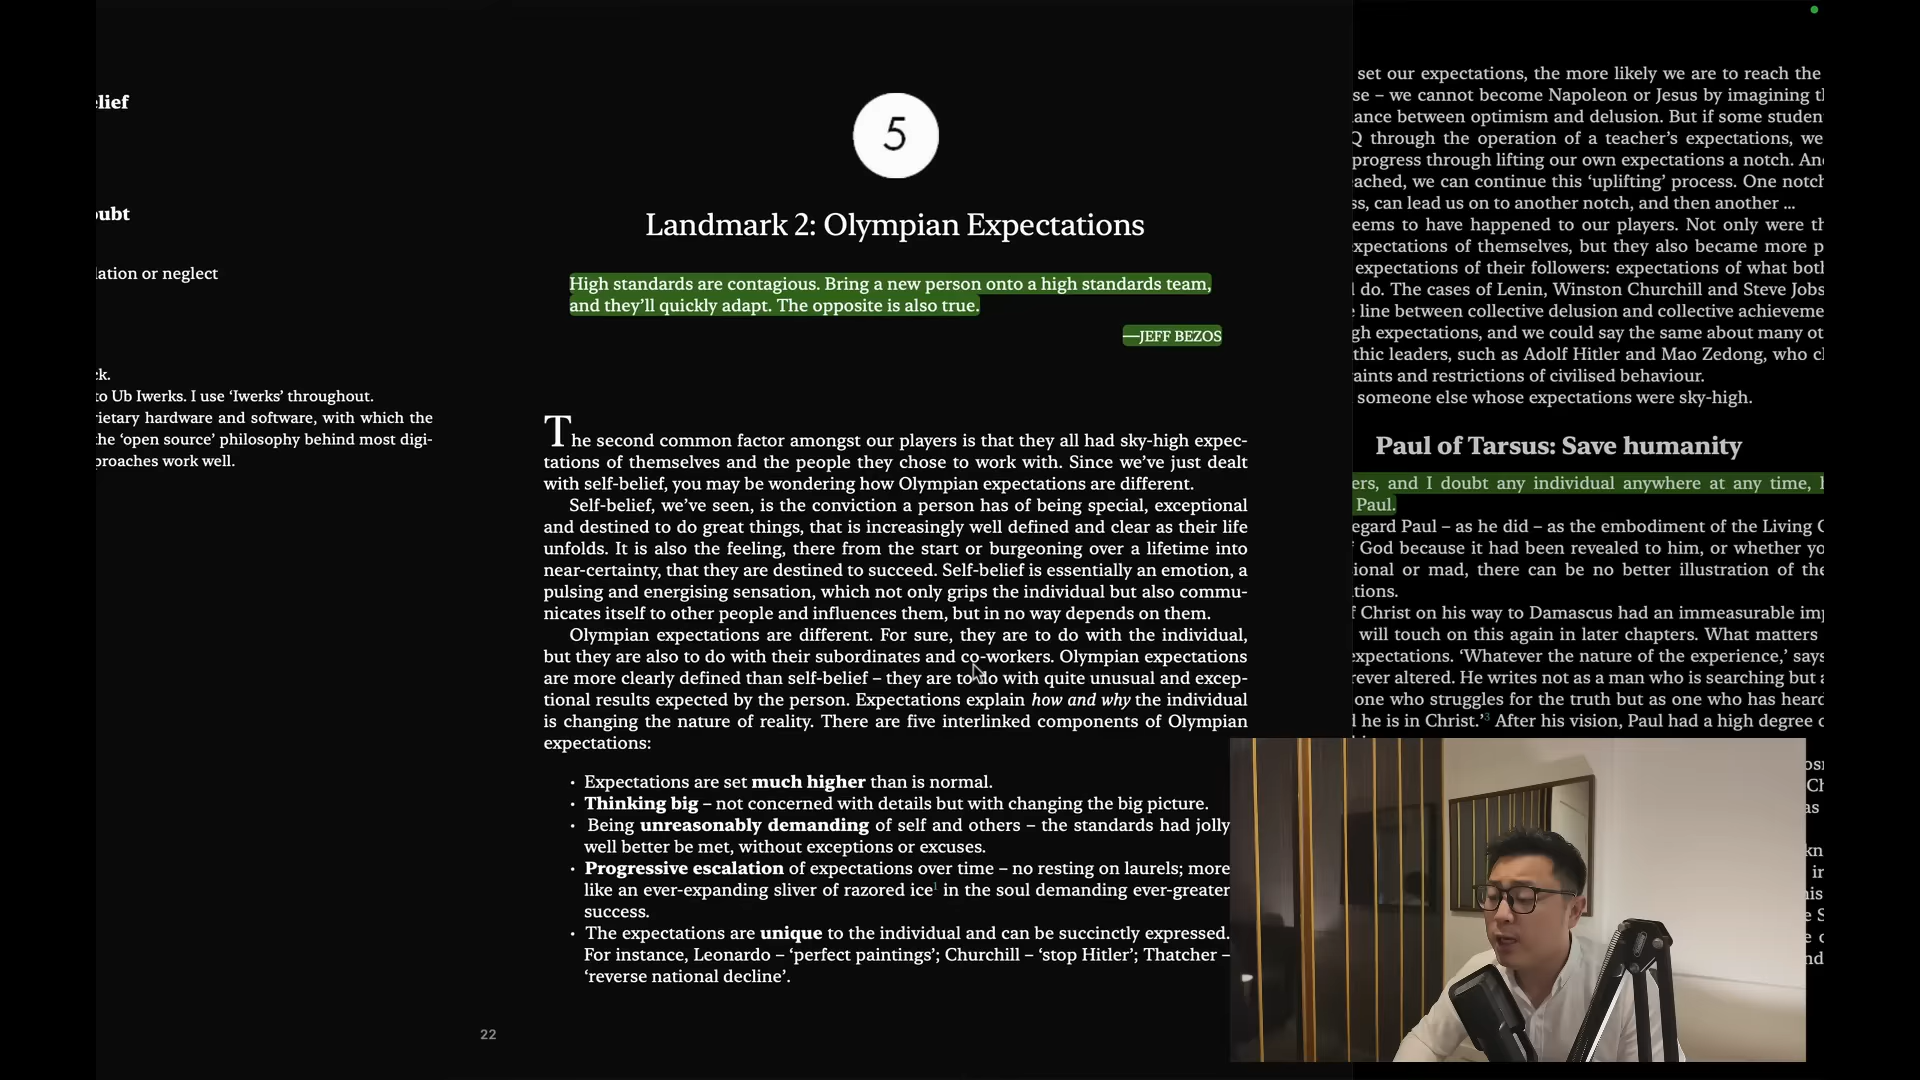 elief
oubt
lation or neglect
ck.
to Ub Iwerks. I use ‘Iwerks’ throughout.
rietary hardware and software, with which the
the ‘open source’ philosophy behind most digi-
proaches work well.
22
5
Landmark 2: Olympian Expectations
High standards are contagious. Bring a new person onto a high standards team,
and they’ll quickly adapt. The opposite is also true.
—JEFF BEZOS
The second common factor amongst our players is that they all had sky-high expec-
tations of themselves and the people they chose to work with. Since we’ve just dealt
with self-belief, you may be wondering how Olympian expectations are different.
Self-belief, we’ve seen, is the conviction a person has of being special, exceptional
and destined to do great things, that is increasingly well defined and clear as their life
unfolds. It is also the feeling, there from the start or burgeoning over a lifetime into
near-certainty, that they are destined to succeed. Self-belief is essentially an emotion, a
pulsing and energising sensation, which not only grips the individual but also commu-
nicates itself to other people and influences them, but in no way depends on them.
Olympian expectations are different. For sure, they are to do with the individual,
but they are also to do with their subordinates and co-workers. Olympian expectations
are more clearly defined than self-belief – they are to do with quite unusual and excep-
tional results expected by the person. Expectations explain how and why the individual
is changing the nature of reality. There are five interlinked components of Olympian
expectations:
• Expectations are set much higher than is normal.
• Thinking big – not concerned with details but with changing the big picture.
• Being unreasonably demanding of self and others – the standards had jolly
well better be met, without exceptions or excuses.
• Progressive escalation of expectations over time – no resting on laurels; more
like an ever-expanding sliver of razored ice1 in the soul demanding ever-greater
success.
• The expectations are unique to the individual and can be succinctly expressed.
For instance, Leonardo – ‘perfect paintings’; Churchill – ‘stop Hitler’; Thatcher –
‘reverse national decline’.
set our expectations, the more likely we are to reach the
se – we cannot become Napoleon or Jesus by imagining th
ance between optimism and delusion. But if some studen
Q through the operation of a teacher’s expectations, we
progress through lifting our own expectations a notch. And
ached, we can continue this ‘uplifting’ process. One notch
ss, can lead us on to another notch, and then another ...
eems to have happened to our players. Not only were th
expectations of themselves, but they also became more p
expectations of their followers: expectations of what both
l do. The cases of Lenin, Winston Churchill and Steve Jobs
e line between collective delusion and collective achieveme
gh expectations, and we could say the same about many ot
thic leaders, such as Adolf Hitler and Mao Zedong, who cl
raints and restrictions of civilised behaviour.
someone else whose expectations were sky-high.
Paul of Tarsus: Save humanity
ers, and I doubt any individual anywhere at any time, h
Paul.
egard Paul – as he did – as the embodiment of the Living C
f God because it had been revealed to him, or whether yo
ional or mad, there can be no better illustration of the
tions.
f Christ on his way to Damascus had an immeasurable imp
will touch on this again in later chapters. What matters
expectations. ‘Whatever the nature of the experience,’ says
rever altered. He writes not as a man who is searching but a
one who struggles for the truth but as one who has heard
l he is in Christ.’3 After his vision, Paul had a high degree o